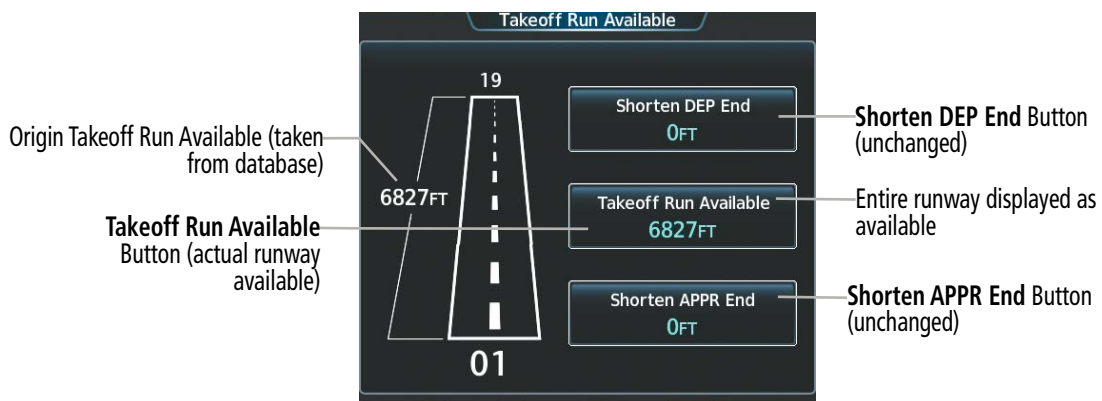 Takeoff Run Available
19
Shorten DEP End
0FT
Shorten DEP End Button
(unchanged)
Origin Takeoff Run Available (taken
from database)
6827FT
Takeoff Run Available
6827FT
Entire runway displayed as
available
Takeoff Run Available
Button (actual runway
available)
Shorten APPR End
0FT
Shorten APPR End Button
(unchanged)
01